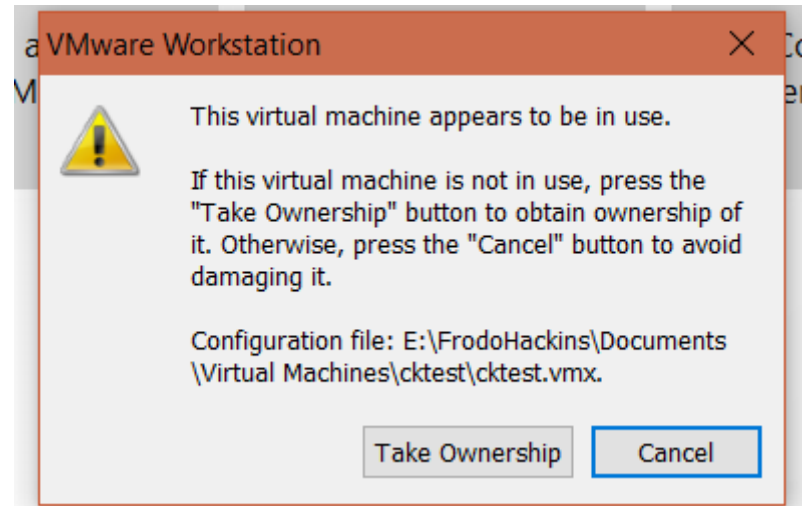 VMware Workstation
This virtual machine appears to be in use.
If this virtual machine is not in use, press the
"Take Ownership" button to obtain ownership of
it. Otherwise, press the "Cancel" button to avoid
damaging it.
Configuration file: E:\FrodoHackins\Documents
\Virtual Machines\cktest\cktest.vmx.
Take Ownership
Cancel